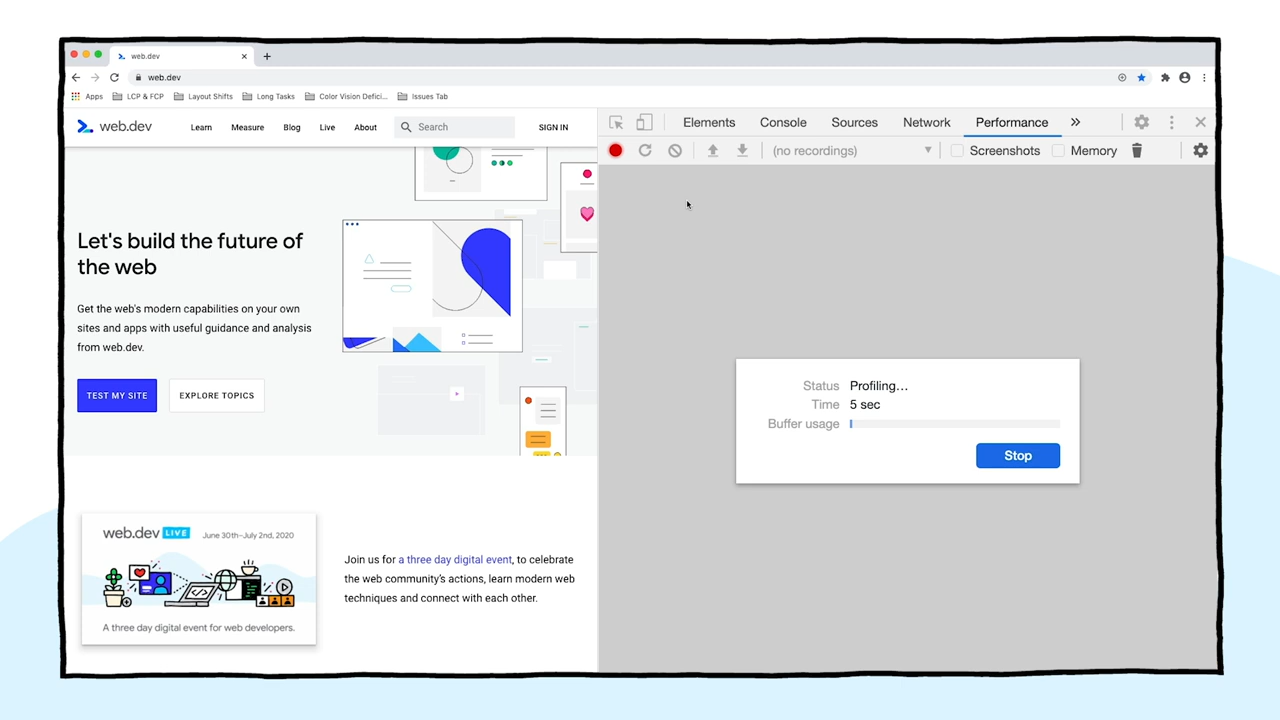 web.dev
web.dev
Apps LCP & FCP Layout Shifts Long Tasks Color Vision Defici... Issues Tab
web.dev Learn Measure Blog Live About Search SIGN IN
Let's build the future of
the web
Get the web's modern capabilities on your own
sites and apps with useful guidance and analysis
from web.dev.
TEST MY SITE EXPLORE TOPICS
web.dev LIVE June 30th-July 2nd, 2020
A three day digital event for web developers.
Join us for a three day digital event, to celebrate
the web community's actions, learn modern web
techniques and connect with each other.
Elements Console Sources Network Performance
(no recordings) Screenshots Memory
Status Profiling...
Time 5 sec
Buffer usage
Stop